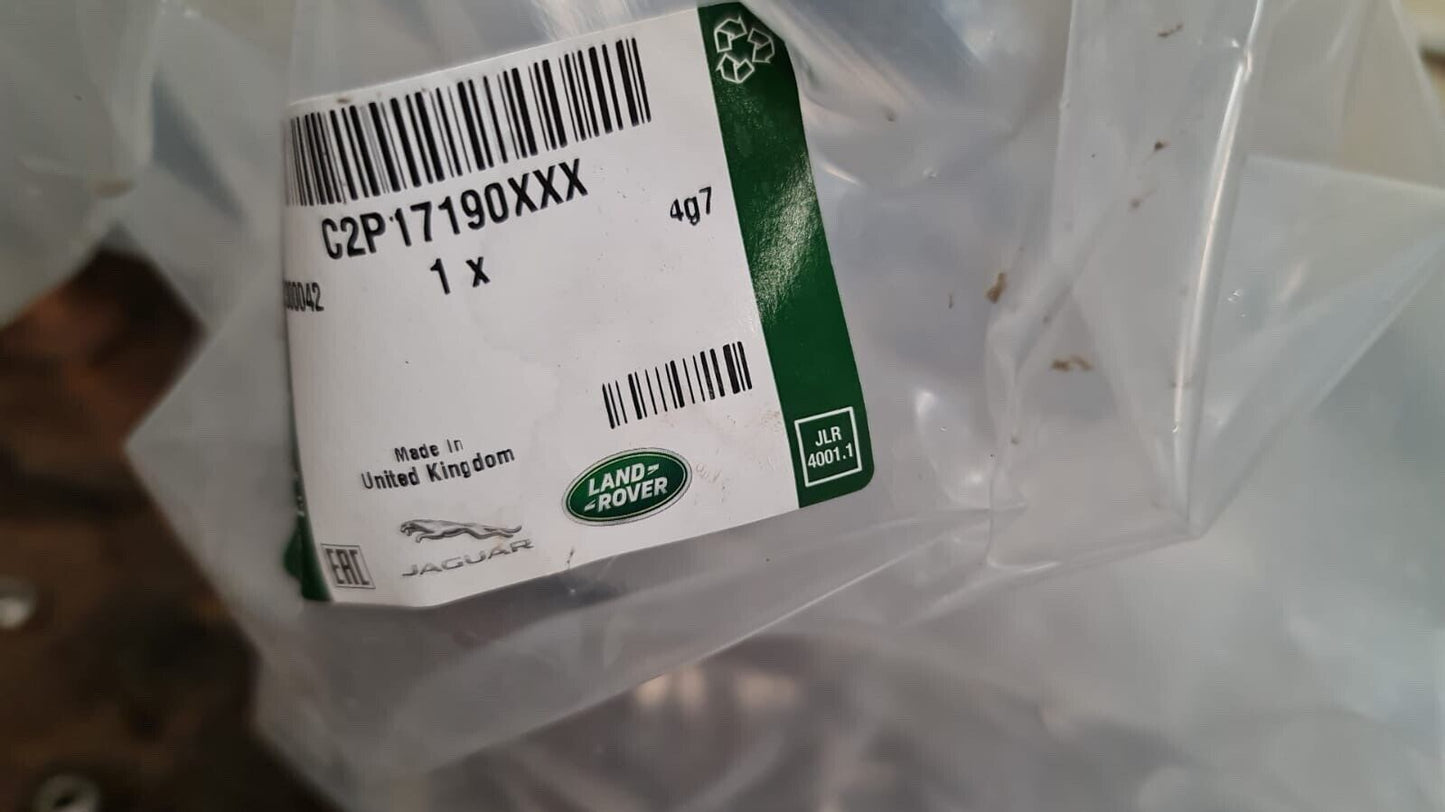 C2P17190XXX
4g7
1 x
Made In
United Kingdom
LAND-
-ROVER
JLR
4001.1
JAGUAR
EAC